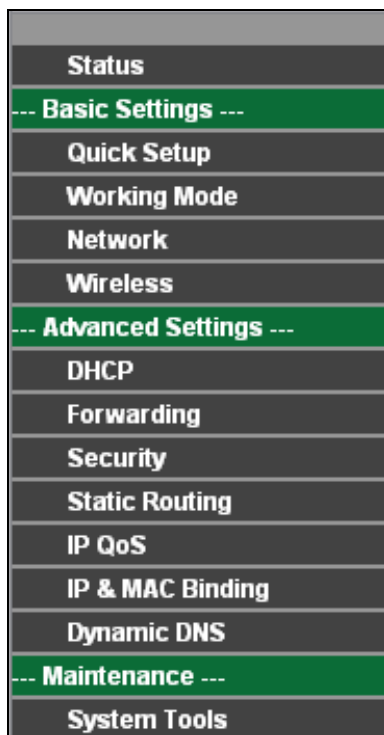 Status
--- Basic Settings ---
Quick Setup
Working Mode
Network
Wireless
--- Advanced Settings ---
DHCP
Forwarding
Security
Static Routing
IP QoS
IP & MAC Binding
Dynamic DNS
--- Maintenance ---
System Tools